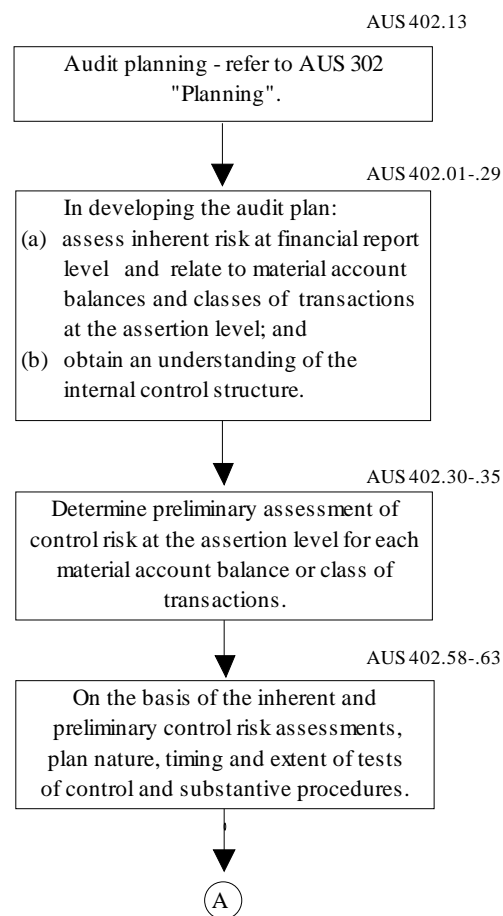 AUS 402.13
Audit planning - refer to AUS 302
"Planning".
AUS 402.01-.29
In developing the audit plan:
(a) assess inherent risk at financial report
level and relate to material account
balances and classes of transactions
at the assertion level; and
(b) obtain an understanding of the
internal control structure.
AUS 402.30-.35
Determine preliminary assessment of
control risk at the assertion level for each
material account balance or class of
transactions.
AUS 402.58-.63
On the basis of the inherent and
preliminary control risk assessments,
plan nature, timing and extent of tests
of control and substantive procedures.
A